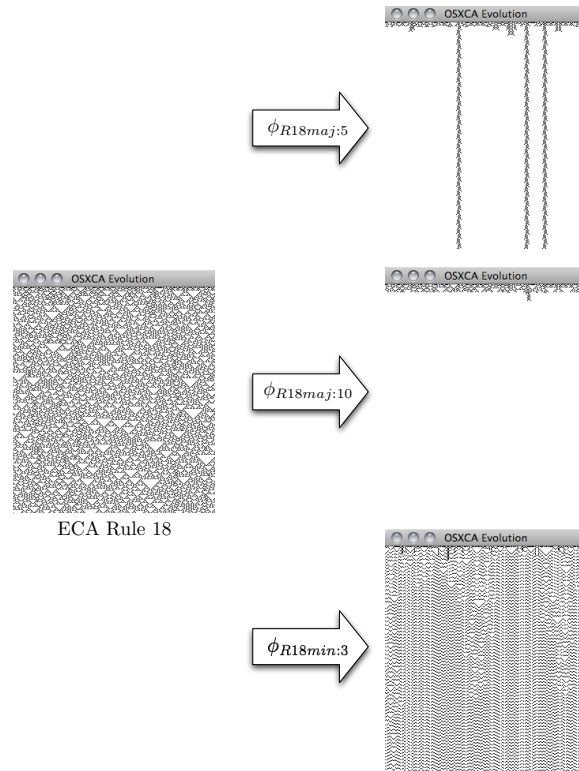 OSXCA Evolution
ϕR18maj:5
OSXCA Evolution
OSXCA Evolution
ϕR18maj:10
ECA Rule 18
OSXCA Evolution
ϕR18min:3